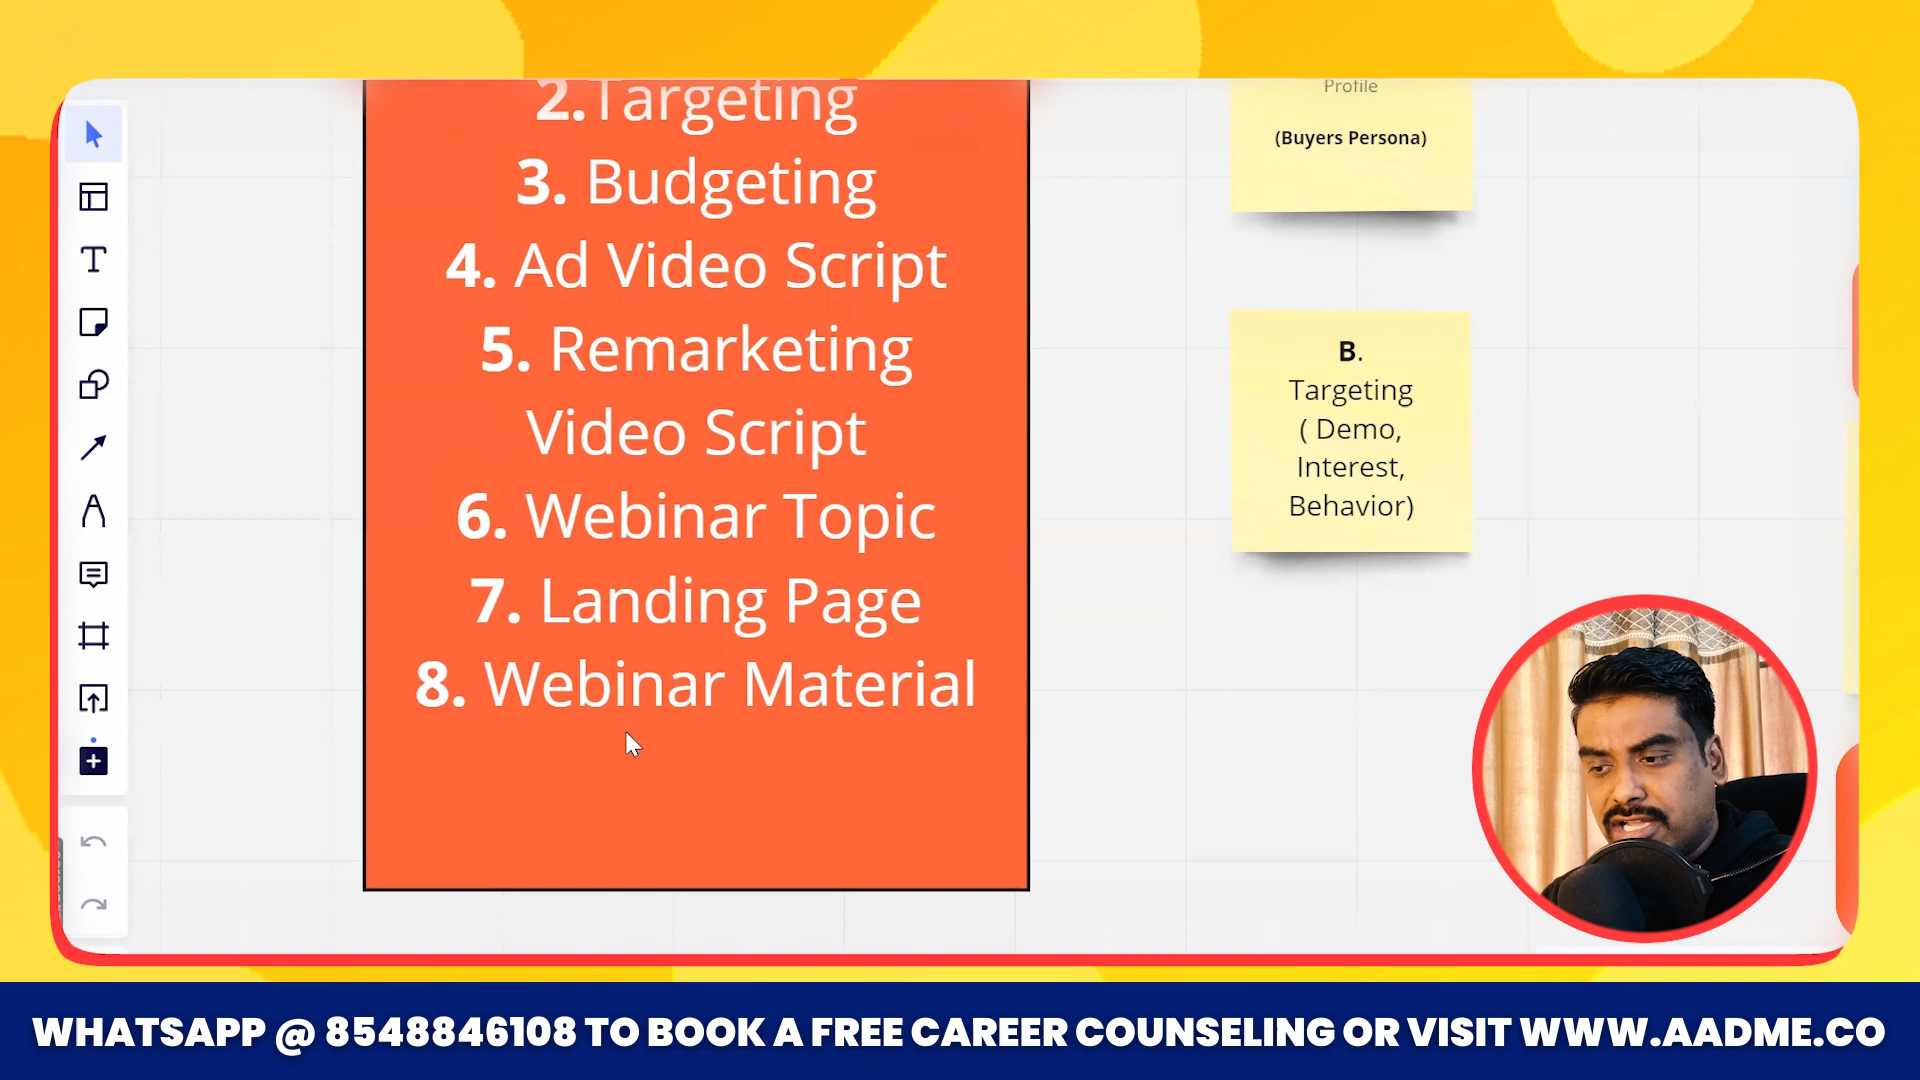 2.Targeting
3. Budgeting
4. Ad Video Script
5. Remarketing
Video Script
6. Webinar Topic
7. Landing Page
8. Webinar Material
Profile
(Buyers Persona)
B.
Targeting
( Demo,
Interest,
Behavior)
WHATSAPP @ 8548846108 TO BOOK A FREE CAREER COUNSELING OR VISIT WWW.AADME.CO